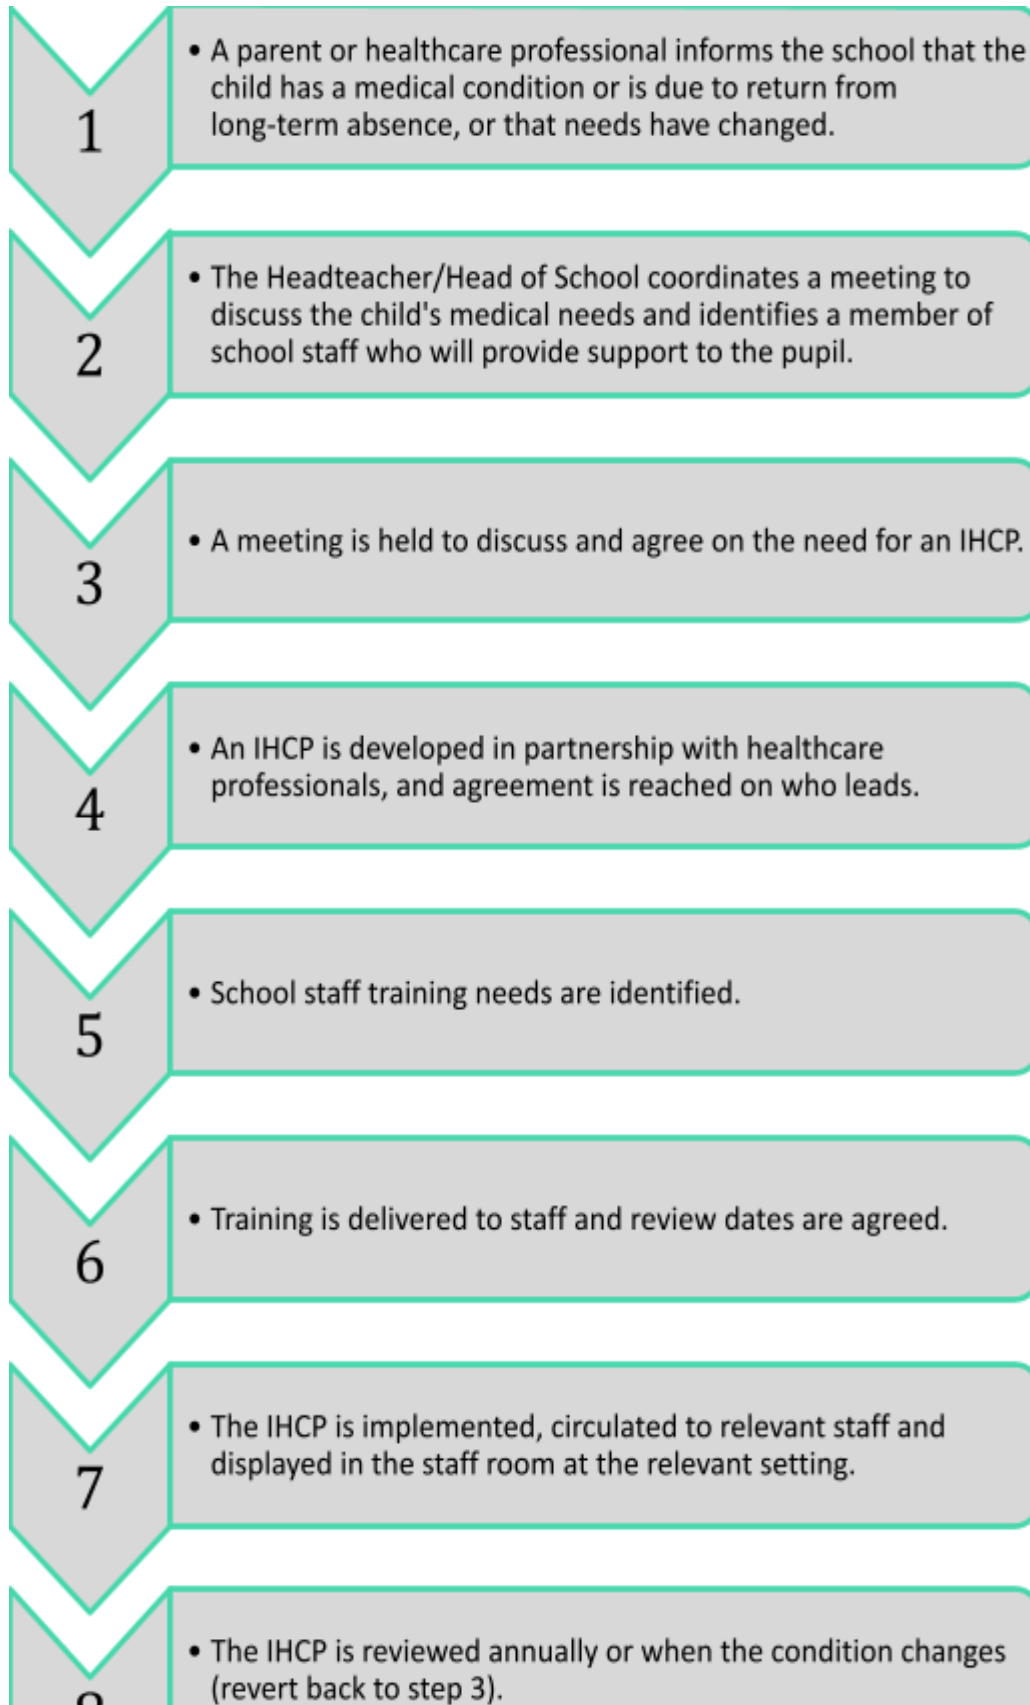 1
• A parent or healthcare professional informs the school that the
child has a medical condition or is due to return from
long-term absence, or that needs have changed.
2
• The Headteacher/Head of School coordinates a meeting to
discuss the child's medical needs and identifies a member of
school staff who will provide support to the pupil.
3
• A meeting is held to discuss and agree on the need for an IHCP.
4
• An IHCP is developed in partnership with healthcare
professionals, and agreement is reached on who leads.
5
• School staff training needs are identified.
6
• Training is delivered to staff and review dates are agreed.
7
• The IHCP is implemented, circulated to relevant staff and
displayed in the staff room at the relevant setting.
8
• The IHCP is reviewed annually or when the condition changes
(revert back to step 3).